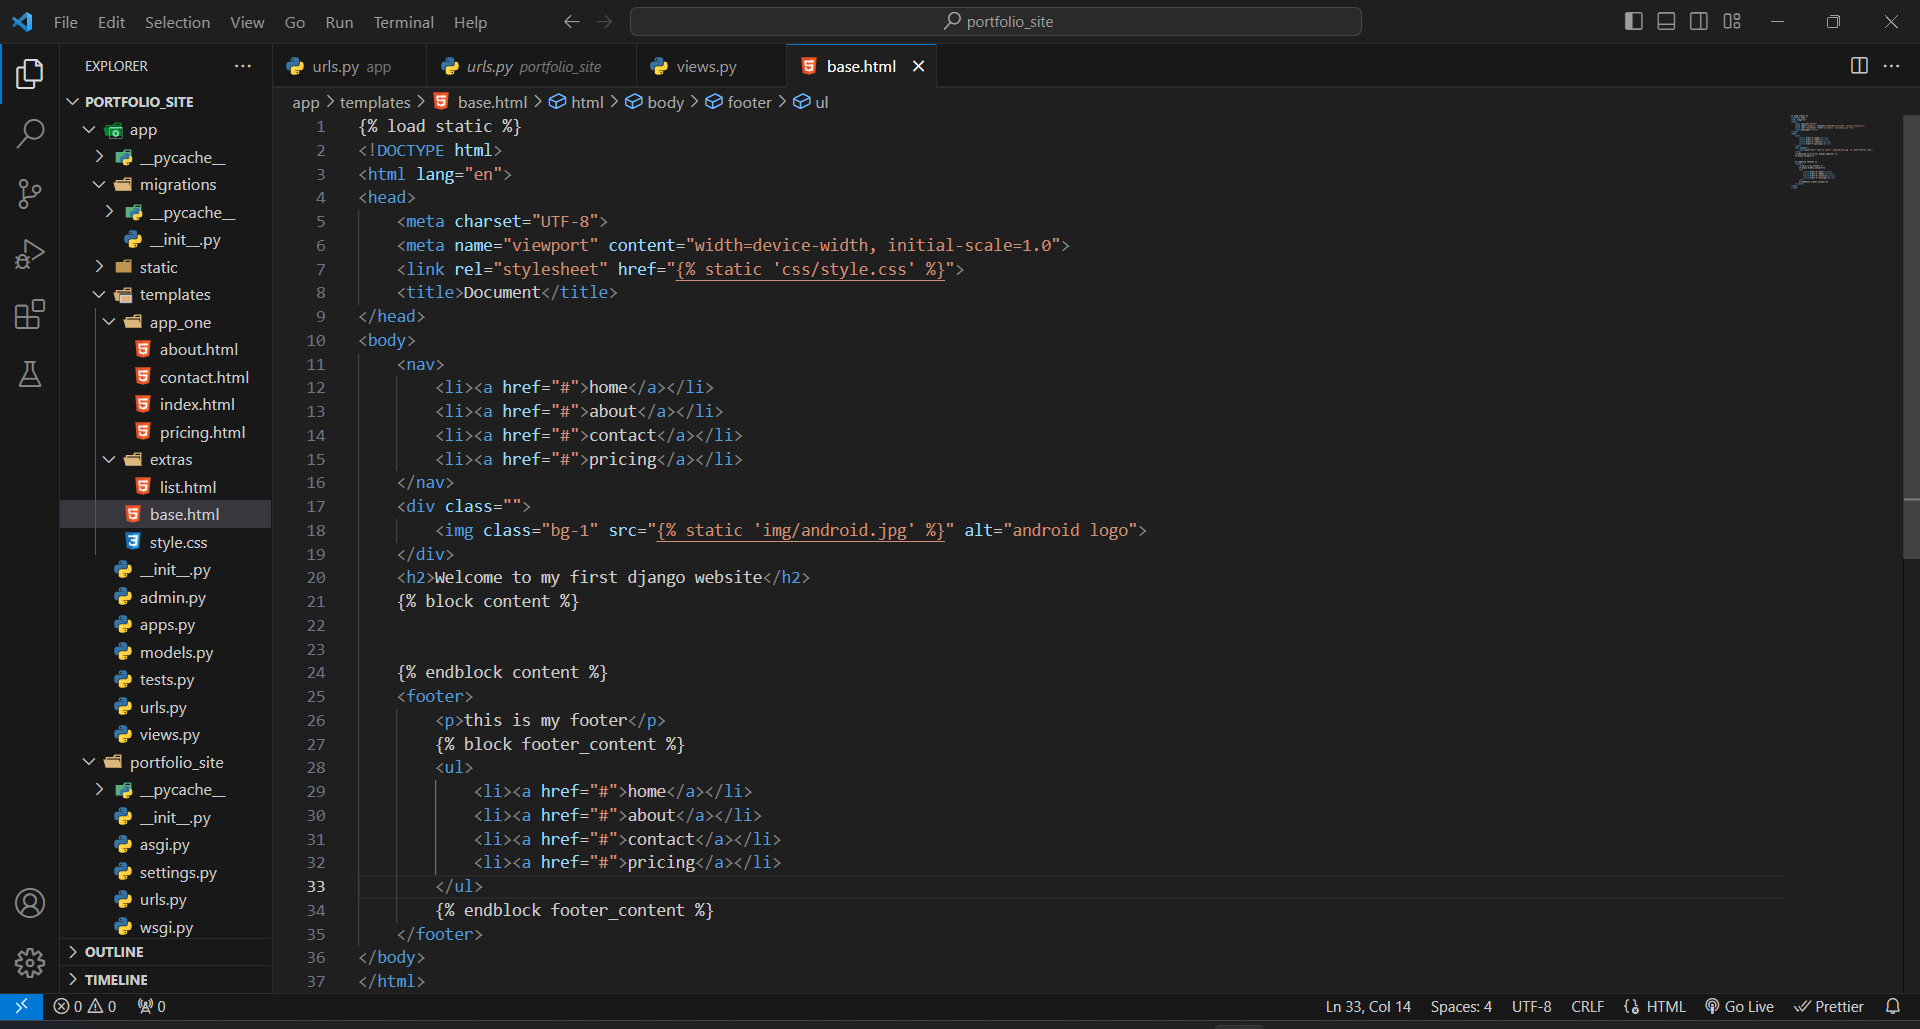 File Edit Selection View Go Run Terminal Help portfolio_site
EXPLORER
urls.py app urls.py portfolio_site views.py base.html
app > templates > base.html > html > body > footer > ul
PORTFOLIO_SITE
app
__pycache__
migrations
__pycache__
__init__.py
static
templates
app_one
about.html
contact.html
index.html
pricing.html
extras
list.html
base.html
style.css
__init__.py
admin.py
apps.py
models.py
tests.py
urls.py
views.py
portfolio_site
__pycache__
__init__.py
asgi.py
settings.py
urls.py
wsgi.py
OUTLINE
TIMELINE
1 {% load static %}
2 <!DOCTYPE html>
3 <html lang="en">
4 <head>
5 <meta charset="UTF-8">
6 <meta name="viewport" content="width=device-width, initial-scale=1.0">
7 <link rel="stylesheet" href="{% static 'css/style.css' %}">
8 <title>Document</title>
9 </head>
10 <body>
11 <nav>
12 <li><a href="#">home</a></li>
13 <li><a href="#">about</a></li>
14 <li><a href="#">contact</a></li>
15 <li><a href="#">pricing</a></li>
16 </nav>
17 <div class="">
18 <img class="bg-1" src="{% static 'img/android.jpg' %}" alt="android logo">
19 </div>
20 <h2>Welcome to my first django website</h2>
21 {% block content %}
22
23
24 {% endblock content %}
25 <footer>
26 <p>this is my footer</p>
27 {% block footer_content %}
28 <ul>
29 <li><a href="#">home</a></li>
30 <li><a href="#">about</a></li>
31 <li><a href="#">contact</a></li>
32 <li><a href="#">pricing</a></li>
33 </ul>
34 {% endblock footer_content %}
35 </footer>
36 </body>
37 </html>
0 0 0 Ln 33, Col 14 Spaces: 4 UTF-8 CRLF HTML Go Live Prettier